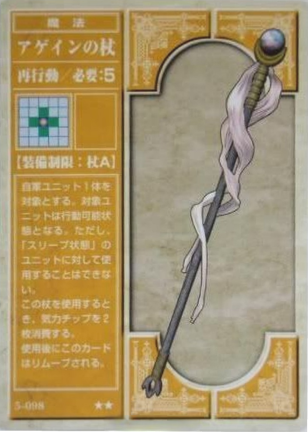 魔法
アゲインの杖
再行動／必要:5
【装備制限：杖A】
自軍ユニット1体を
対象とする。対象ユ
ニットは行動可能状
態となる。ただし、
「スリープ状態」の
ユニットに対して使
用することはできな
い。
この杖を使用すると
き、気力チップを2
枚消費する。
使用後にこのカード
はリムーブされる。
5-098 ★★